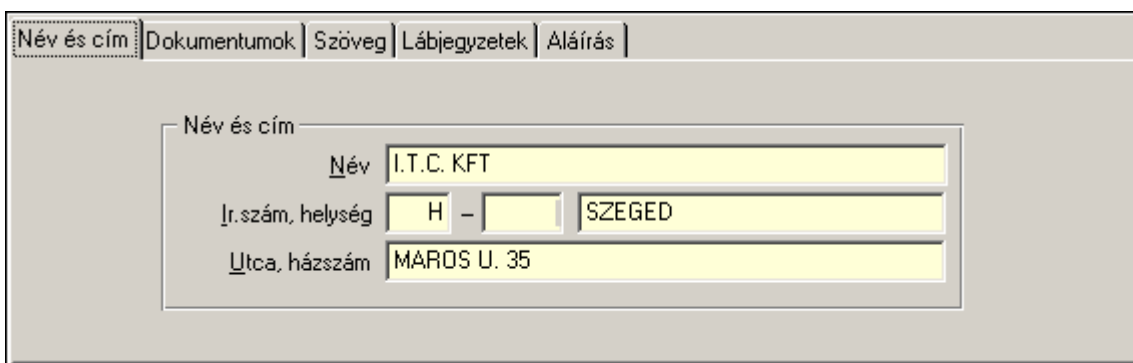 Név és cím Dokumentumok Szöveg Lábjegyzetek Aláírás
Név és cím
Név I.T.C. KFT
Ir.szám, helység H – SZEGED
Utca, házszám MAROS U. 35